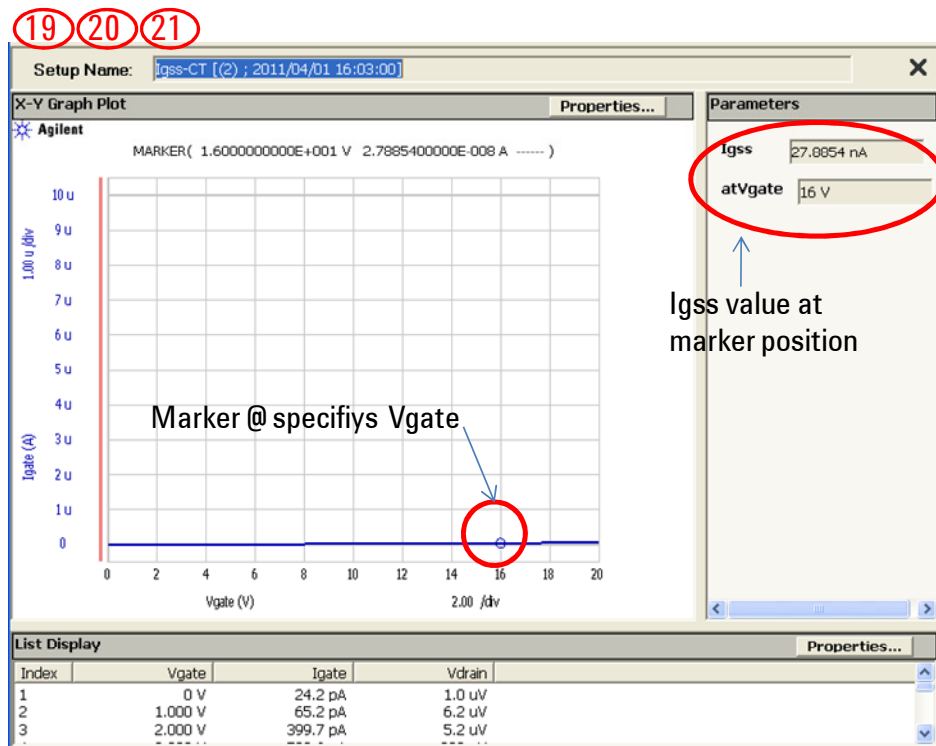 19 20 21
Setup Name: Igss-CT [(2) ; 2011/04/01 16:03:00]
X-Y Graph Plot
Properties...
Parameters
Agilent
MARKER( 1.6000000000E+001 V 2.7885400000E-008 A ------ )
Igss 27.8854 nA
atVgate 16 V
Igss value at
marker position
1.00 u /div
Igate (A)
10 u
9 u
8 u
7 u
6 u
5 u
4 u
3 u
2 u
1 u
0
Marker @ specifiys Vgate
0 2 4 6 8 10 12 14 16 18 20
Vgate (V) 2.00 /div
List Display
Properties...
Index Vgate Igate Vdrain
1 0 V 24.2 pA 1.0 uV
2 1.000 V 65.2 pA 6.2 uV
3 2.000 V 399.7 pA 5.2 uV